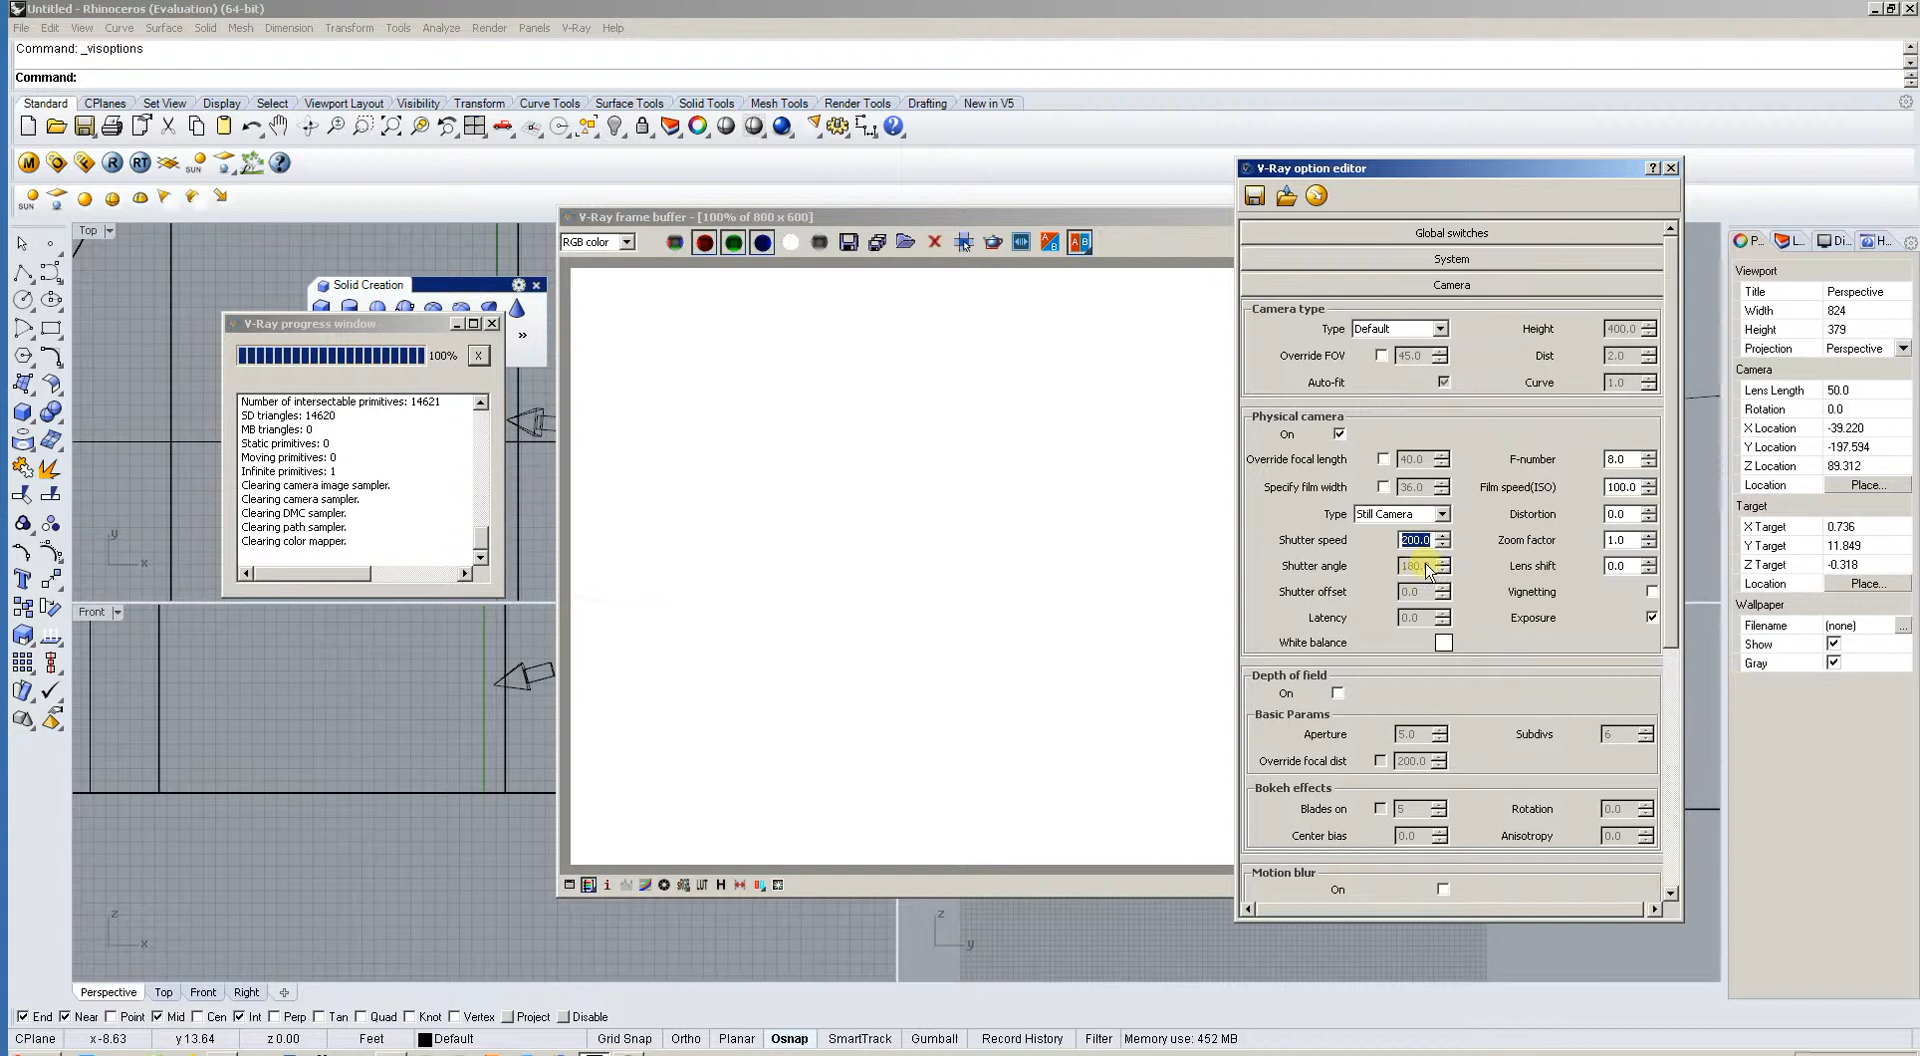 Untitled - Rhinoceros (Evaluation) (64-bit)
File Edit View Curve Surface Solid Mesh Dimension Transform Tools Analyze Render Panels V-Ray Help
Command: _visoptions
Command:
Standard CPlanes Set View Display Select Viewport Layout Visibility Transform Curve Tools Surface Tools Solid Tools Mesh Tools Render Tools Drafting New in V5
M O F R RT SUN
SUN
Top
Solid Creation
V-Ray progress window
100%
Number of intersectable primitives: 14621
SD triangles: 14620
MB triangles: 0
Static primitives: 0
Moving primitives: 0
Infinite primitives: 1
Clearing camera image sampler.
Clearing camera sampler.
Clearing DMC sampler.
Clearing path sampler.
Clearing color mapper.
y
x
Front
z
x
z
y
V-Ray frame buffer - [100% of 800 x 600]
RGB color
V-Ray option editor
Global switches
System
Camera
Camera type
Type Default Height 400.0
Override FOV 45.0 Dist 2.0
Auto-fit Curve 1.0
Physical camera
On
Override focal length 40.0 F-number 8.0
Specify film width 36.0 Film speed(ISO) 100.0
Type Still Camera Distortion 0.0
Shutter speed 200.0 Zoom factor 1.0
Shutter angle 180. Lens shift 0.0
Shutter offset 0.0 Vignetting
Latency 0.0 Exposure
White balance
Depth of field
On
Basic Params
Aperture 5.0 Subdivs 6
Override focal dist 200.0
Bokeh effects
Blades on 5 Rotation 0.0
Center bias 0.0 Anisotropy 0.0
Motion blur
On
P... L... Di... H...
Viewport
Title Perspective
Width 824
Height 379
Projection Perspective
Camera
Lens Length 50.0
Rotation 0.0
X Location -39.220
Y Location -197.594
Z Location 89.312
Location Place...
Target
X Target 0.736
Y Target 11.849
Z Target -0.318
Location Place...
Wallpaper
Filename (none) ...
Show
Gray
Perspective Top Front Right
End Near Point Mid Cen Int Perp Tan Quad Knot Vertex Project Disable
CPlane x-8.63 y 13.64 z 0.00 Feet Default Grid Snap Ortho Planar Osnap SmartTrack Gumball Record History Filter Memory use: 452 MB